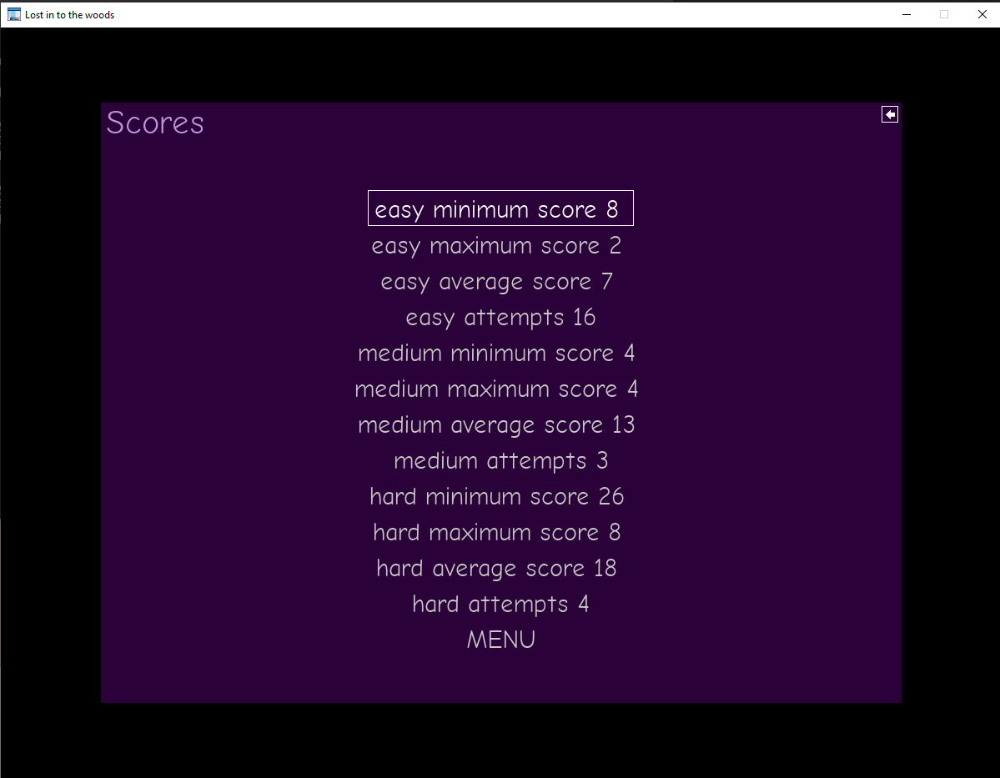 Lost in to the woods
Scores
easy minimum score 8
easy maximum score 2
easy average score 7
easy attempts 16
medium minimum score 4
medium maximum score 4
medium average score 13
medium attempts 3
hard minimum score 26
hard maximum score 8
hard average score 18
hard attempts 4
MENU